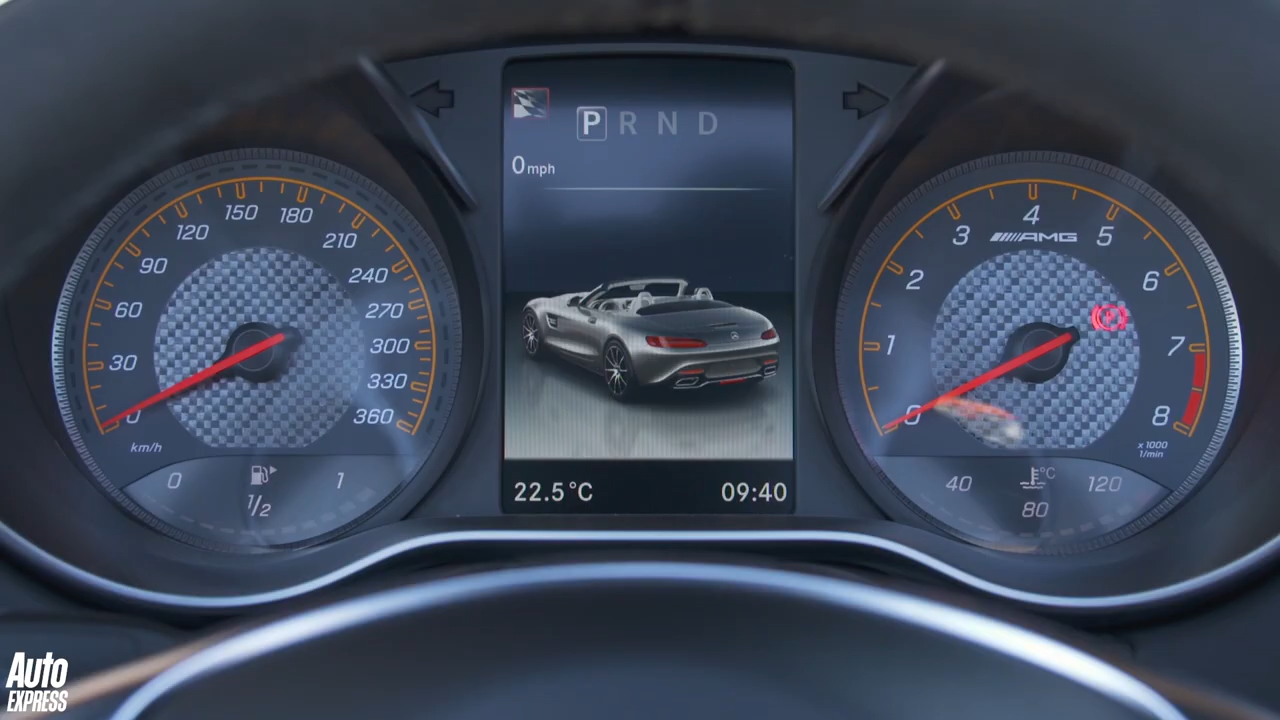 P R N D
0 mph
22.5°C 09:40
0 30 60 90 120 150 180 210 240 270 300 330 360
km/h
0 1/2 1
0 1 2 3 4 5 6 7 8
AMG
P
x 1000
1/min
40 80 120
°C
Auto
EXPRESS